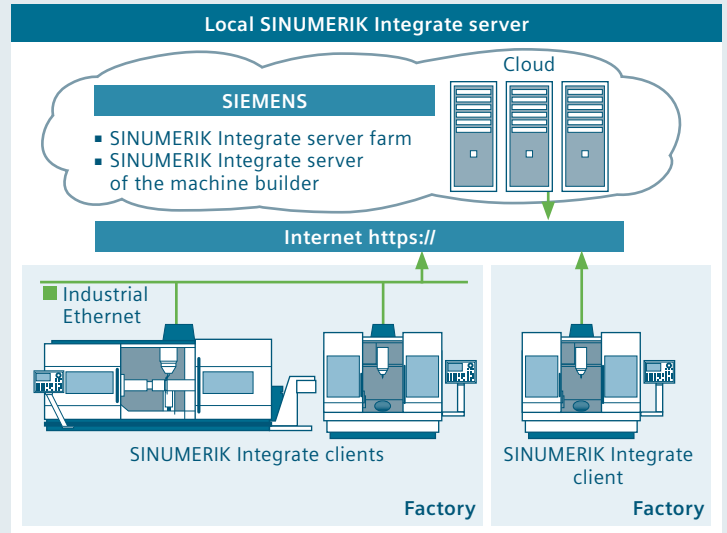 Local SINUMERIK Integrate server
Cloud
SIEMENS
▪ SINUMERIK Integrate server farm
▪ SINUMERIK Integrate server
of the machine builder
Internet https://
Industrial
Ethernet
SINUMERIK Integrate clients
Factory
SINUMERIK Integrate
client
Factory